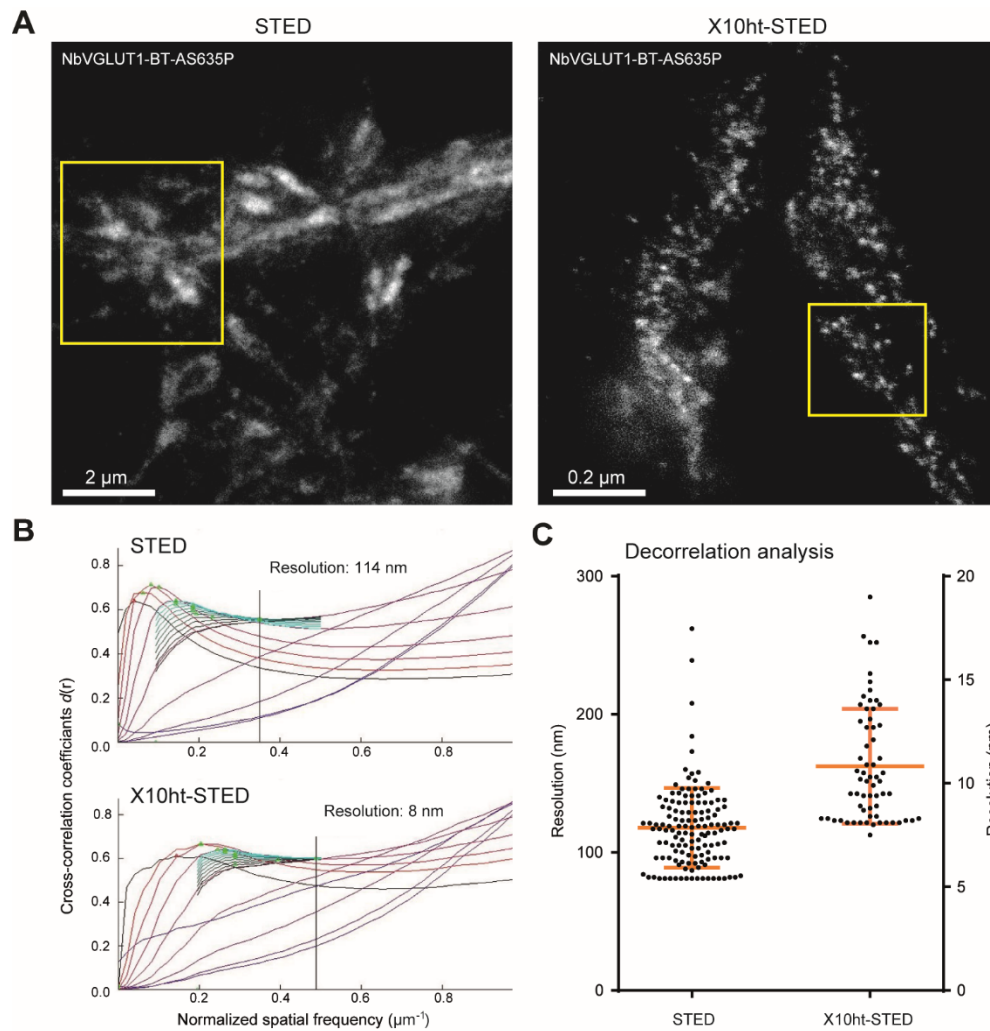 A
STED
X10ht-STED
NbVGLUT1-BT-AS635P
NbVGLUT1-BT-AS635P
2 µm
0.2 µm
B
STED
Resolution: 114 nm
0.8
0.6
0.4
0.2
0.0
0.2
0.4
0.6
0.8
X10ht-STED
Resolution: 8 nm
0.8
0.6
0.4
0.2
0.0
0.2
0.4
0.6
0.8
Cross-correlation coefficiants d(r)
Normalized spatial frequency (µm⁻¹)
C
Decorrelation analysis
300
200
100
0
Resolution (nm)
20
15
10
5
0
STED
X10ht-STED